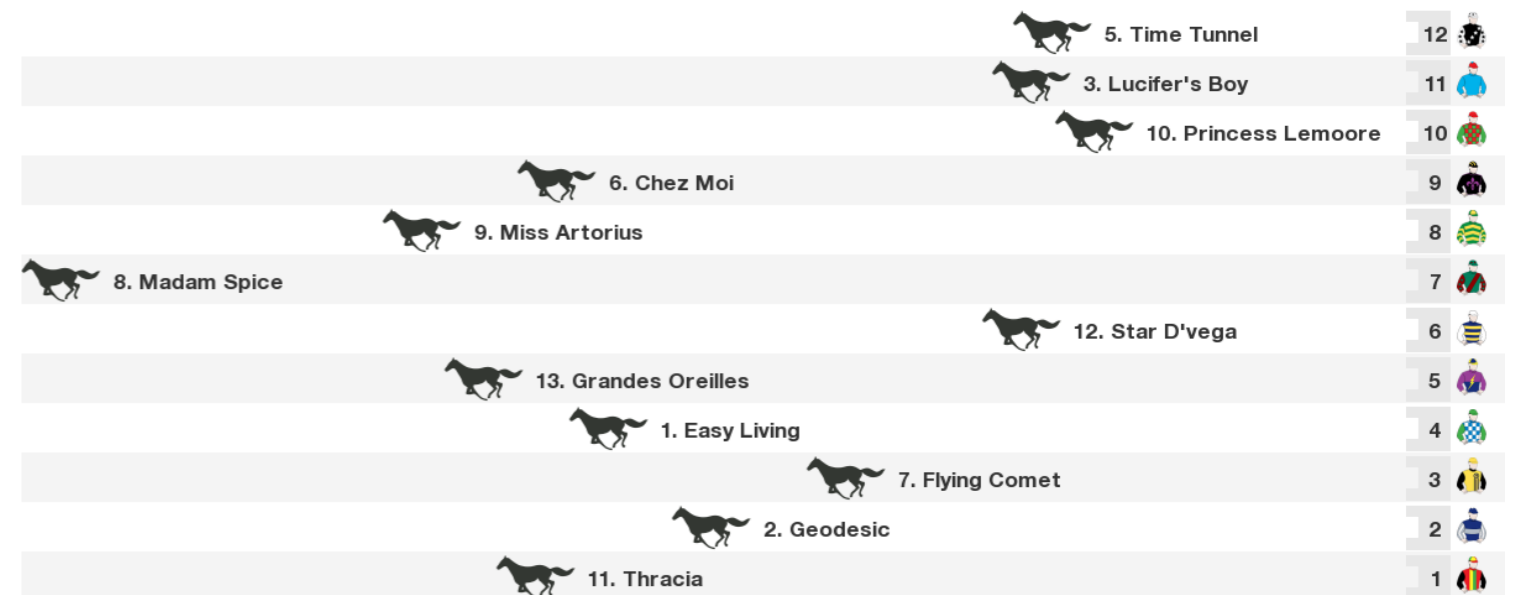 5. Time Tunnel 12
3. Lucifer's Boy 11
10. Princess Lemoore 10
6. Chez Moi 9
9. Miss Artorius 8
8. Madam Spice 7
12. Star D'vega 6
13. Grandes Oreilles 5
1. Easy Living 4
7. Flying Comet 3
2. Geodesic 2
11. Thracia 1